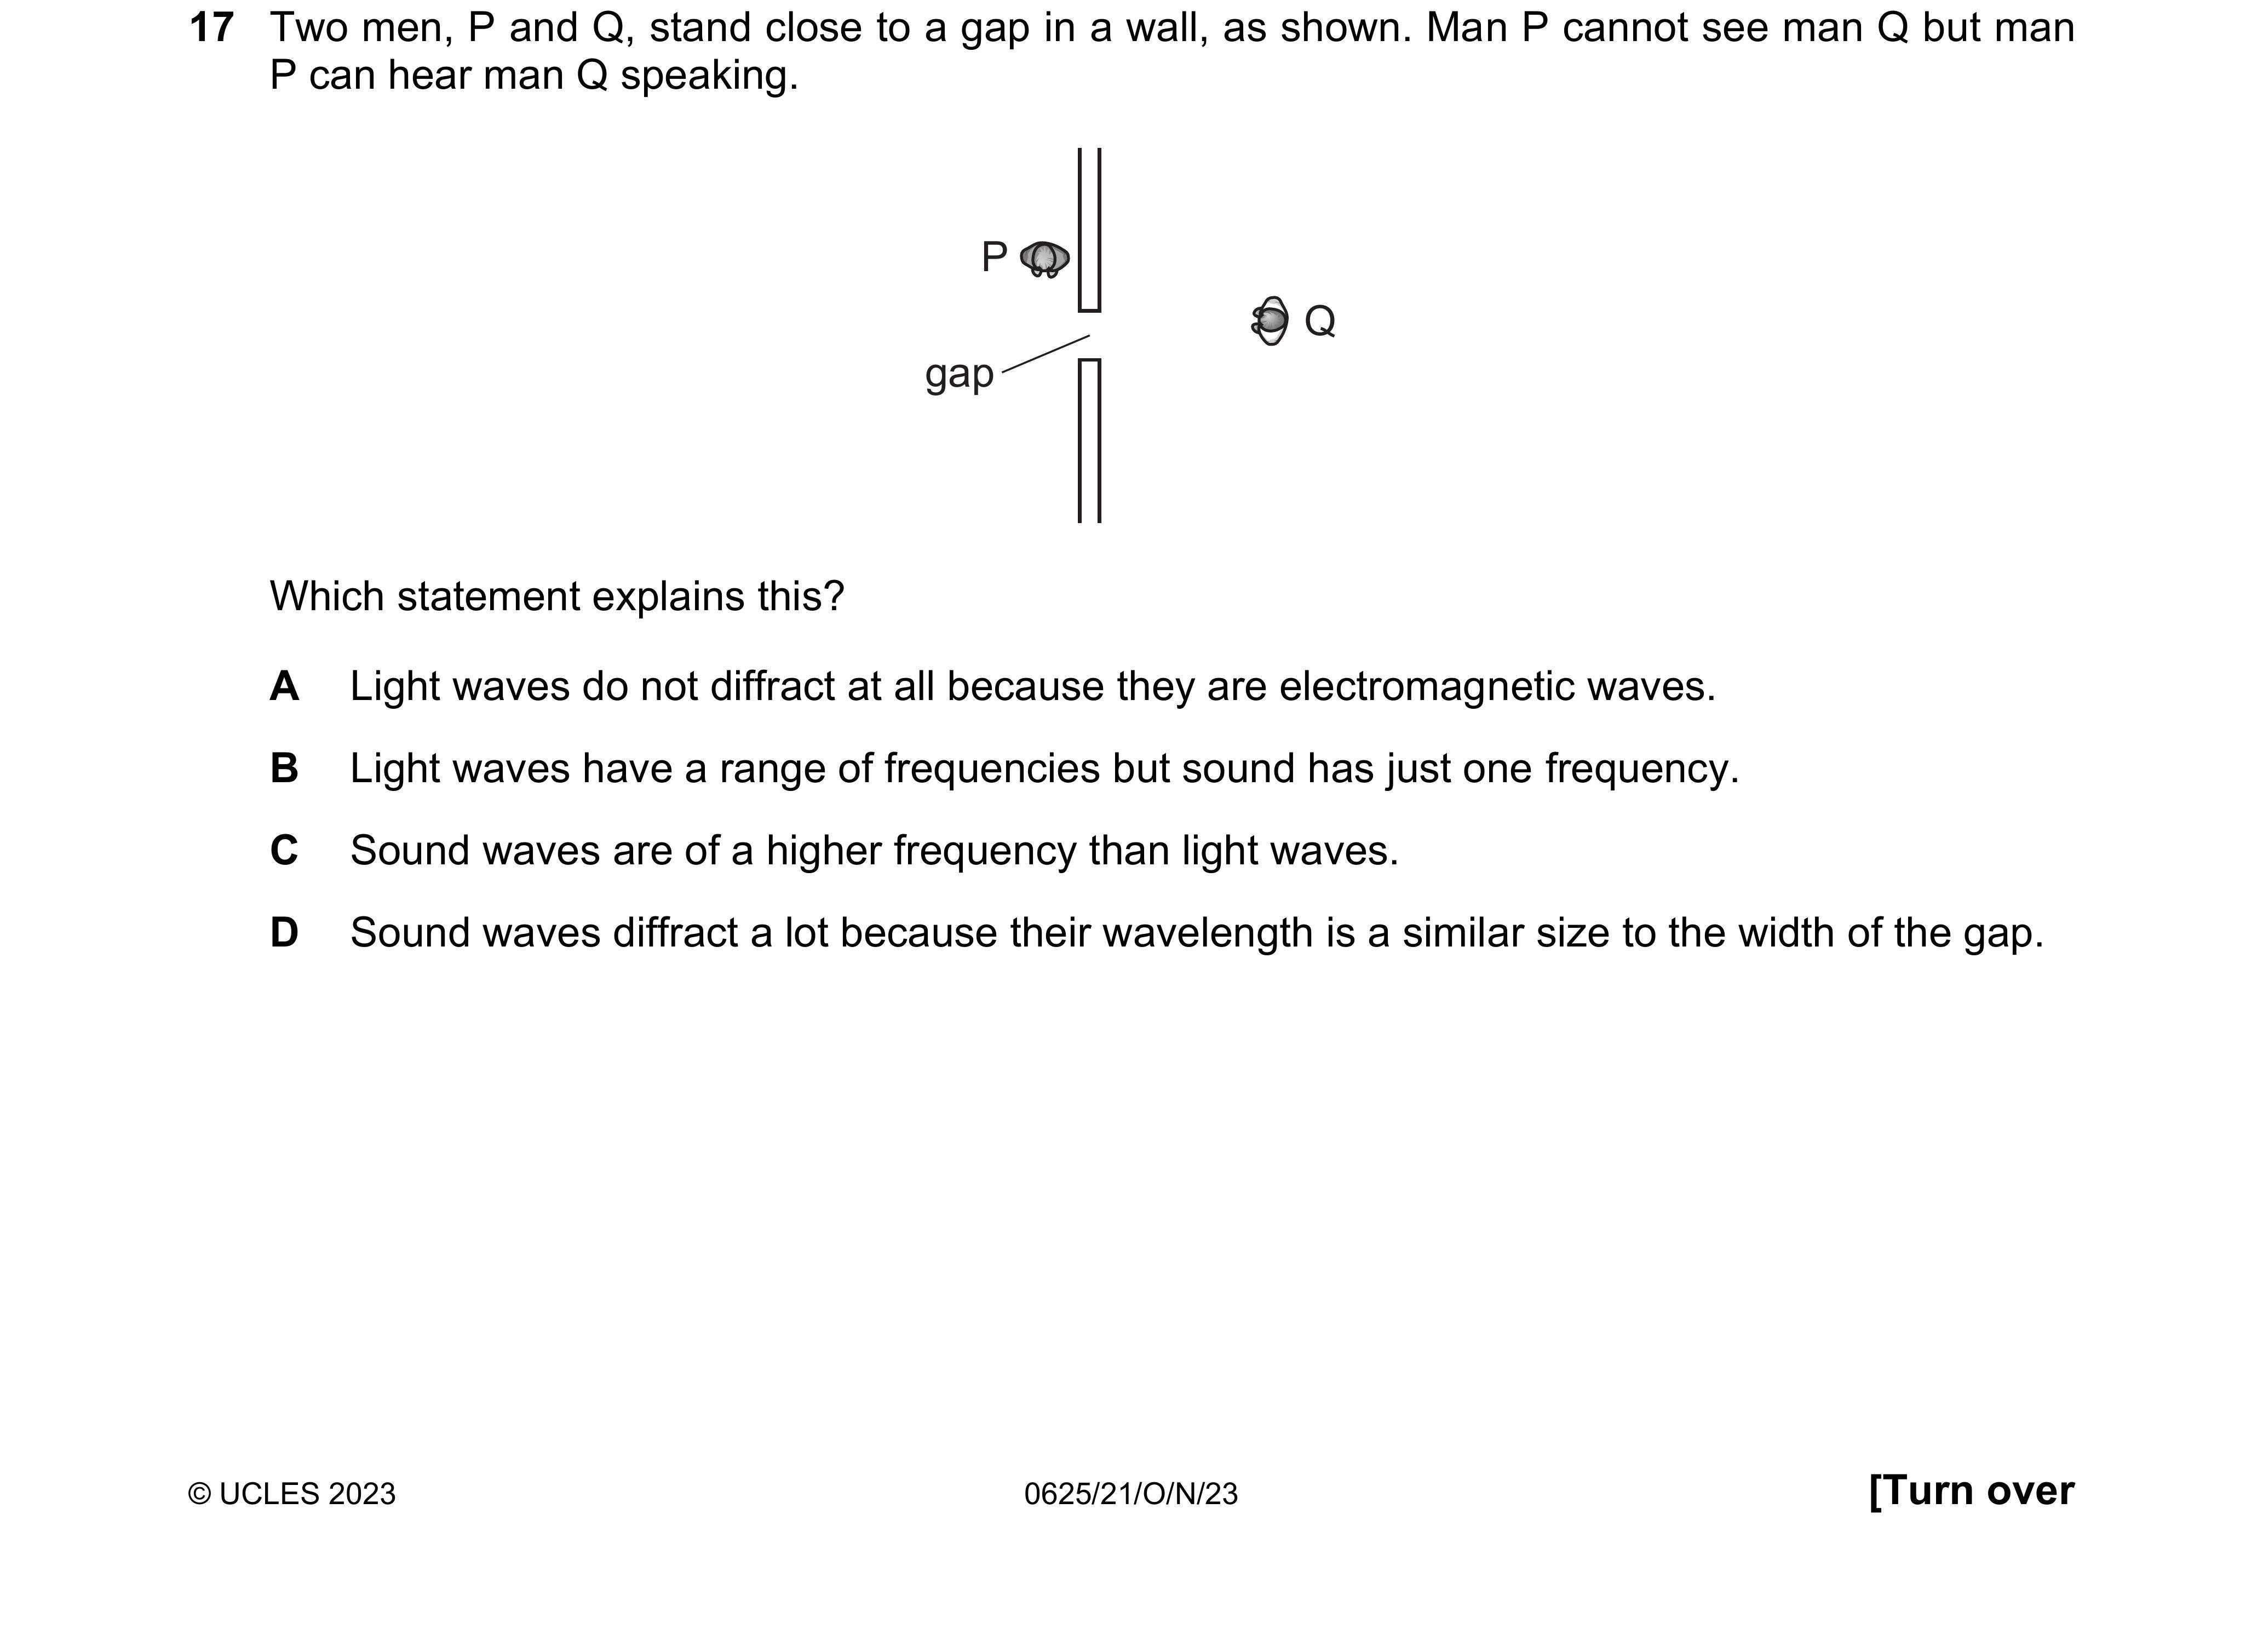 17 Two men, P and Q, stand close to a gap in a wall, as shown. Man P cannot see man Q but man
P can hear man Q speaking.
P
Q
gap
Which statement explains this?
A Light waves do not diffract at all because they are electromagnetic waves.
B Light waves have a range of frequencies but sound has just one frequency.
C Sound waves are of a higher frequency than light waves.
D Sound waves diffract a lot because their wavelength is a similar size to the width of the gap.
© UCLES 2023 0625/21/O/N/23 [Turn over